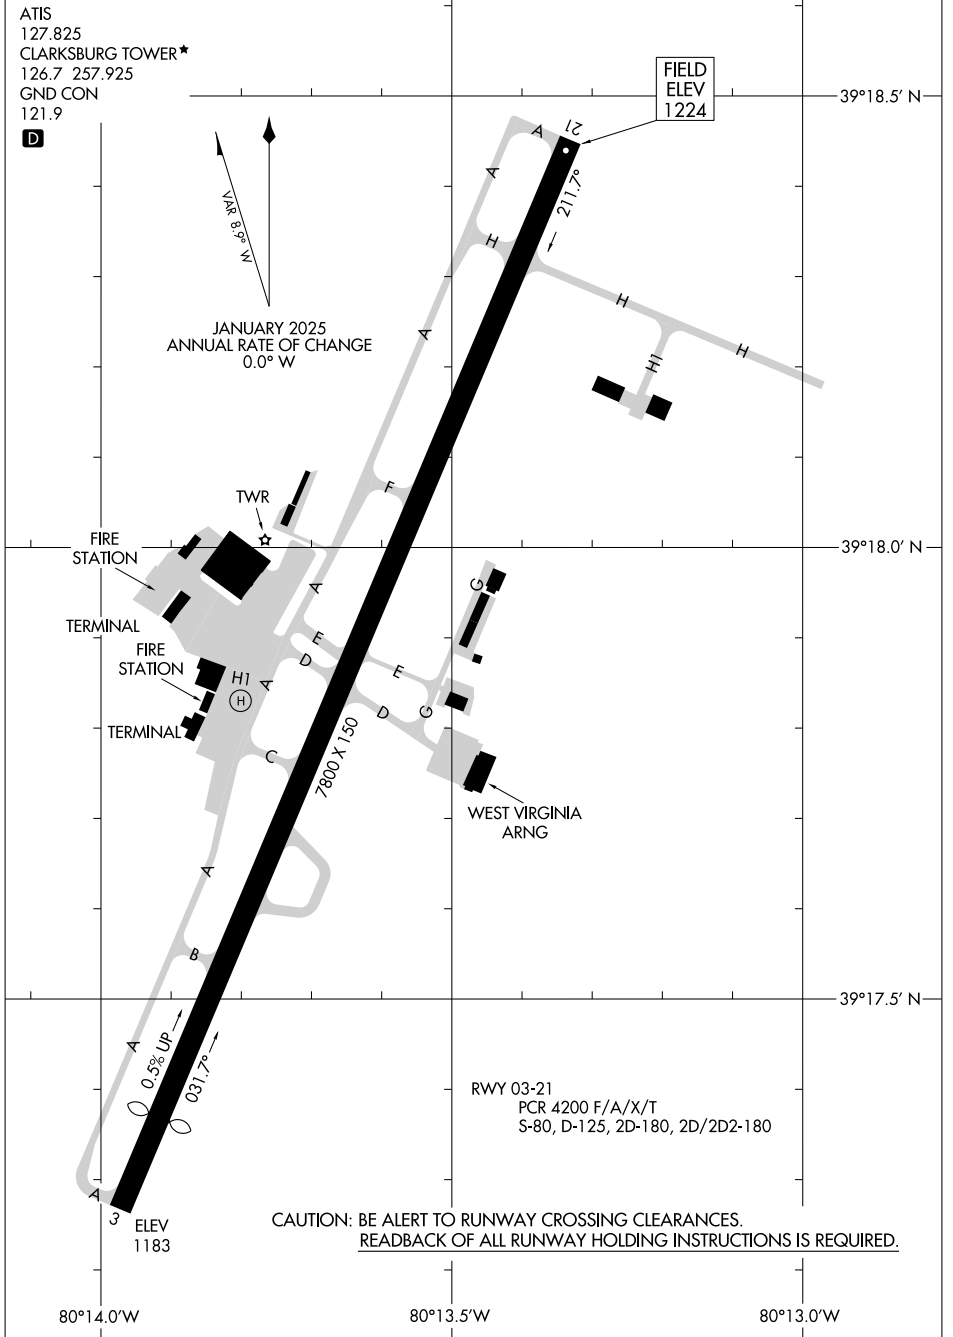 ATIS
127.825
CLARKSBURG TOWER★
126.7 257.925
GND CON
121.9
D
FIELD
ELEV
1224
39°18.5' N
A
21
A
H
211.7°
VAR 8.9° W
JANUARY 2025
ANNUAL RATE OF CHANGE
0.0° W
H
A
H
H1
F
TWR
FIRE
STATION
39°18.0' N
A
G
TERMINAL
FIRE
STATION
E
D
E
H1
A
H
D
G
TERMINAL
C
7800 X 150
WEST VIRGINIA
ARNG
A
B
39°17.5' N
A
0.5% UP
031.7°
RWY 03-21
PCR 4200 F/A/X/T
S-80, D-125, 2D-180, 2D/2D2-180
A
3
ELEV
1183
CAUTION: BE ALERT TO RUNWAY CROSSING CLEARANCES.
READBACK OF ALL RUNWAY HOLDING INSTRUCTIONS IS REQUIRED.
80°14.0'W
80°13.5'W
80°13.0'W